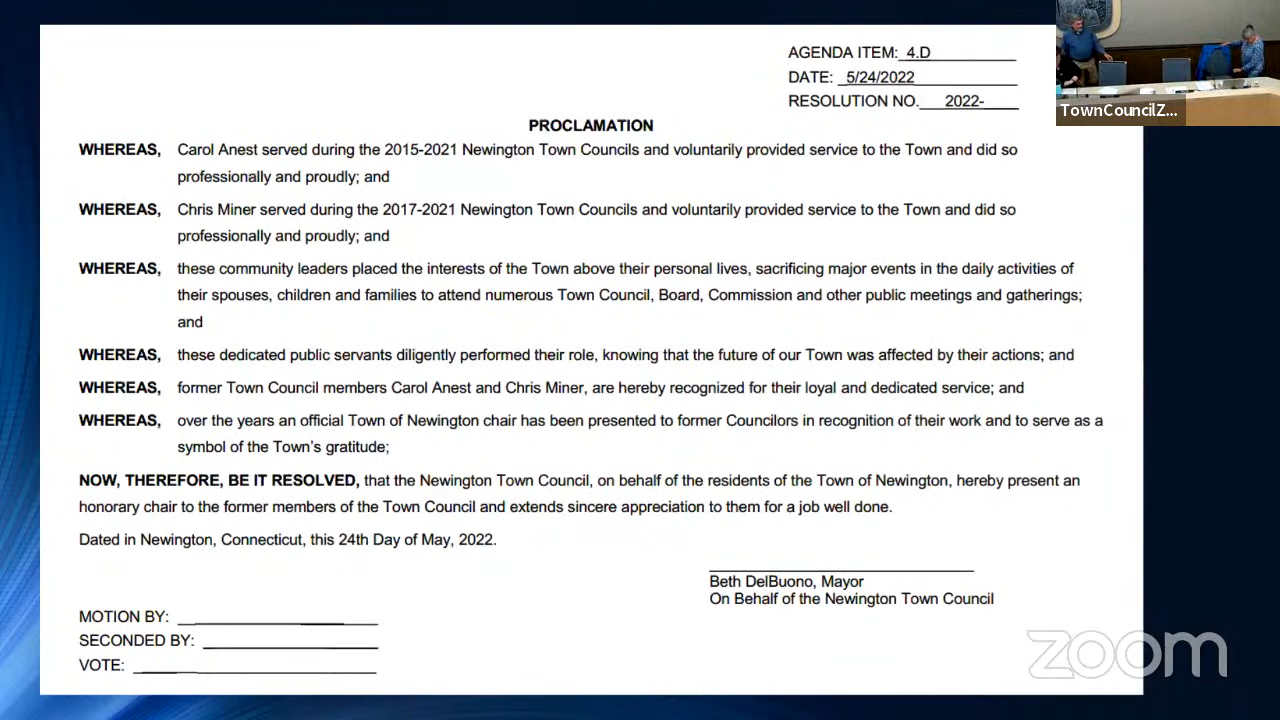 AGENDA ITEM: 4.D
DATE: 5/24/2022
RESOLUTION NO. 2022-
TownCouncilZ...
PROCLAMATION
WHEREAS, Carol Anest served during the 2015-2021 Newington Town Councils and voluntarily provided service to the Town and did so
professionally and proudly; and
WHEREAS, Chris Miner served during the 2017-2021 Newington Town Councils and voluntarily provided service to the Town and did so
professionally and proudly; and
WHEREAS, these community leaders placed the interests of the Town above their personal lives, sacrificing major events in the daily activities of
their spouses, children and families to attend numerous Town Council, Board, Commission and other public meetings and gatherings;
and
WHEREAS, these dedicated public servants diligently performed their role, knowing that the future of our Town was affected by their actions; and
WHEREAS, former Town Council members Carol Anest and Chris Miner, are hereby recognized for their loyal and dedicated service; and
WHEREAS, over the years an official Town of Newington chair has been presented to former Councilors in recognition of their work and to serve as a
symbol of the Town's gratitude;
NOW, THEREFORE, BE IT RESOLVED, that the Newington Town Council, on behalf of the residents of the Town of Newington, hereby present an
honorary chair to the former members of the Town Council and extends sincere appreciation to them for a job well done.
Dated in Newington, Connecticut, this 24th Day of May, 2022.
Beth DelBuono, Mayor
On Behalf of the Newington Town Council
MOTION BY:
SECONDED BY:
VOTE:
zoom